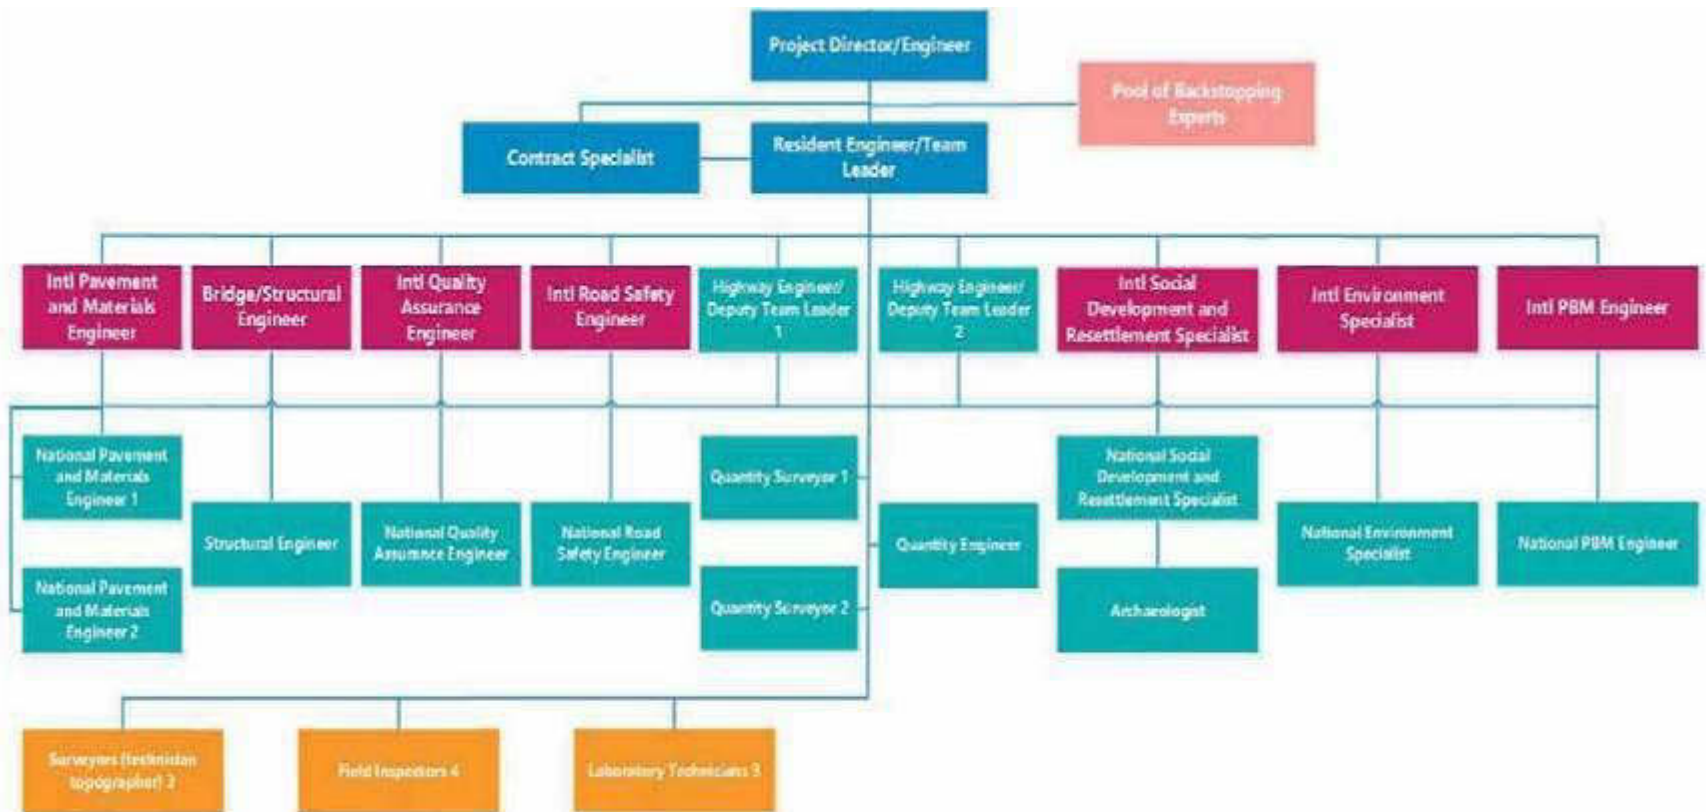 Project Director/Engineer
Pool of Backstopping
Experts
Contract Specialist
Resident Engineer/Team
Leader
Intl Pavement
and Materials
Engineer
Bridge/Structural
Engineer
Intl Quality
Assurance
Engineer
Intl Road Safety
Engineer
Highway Engineer/
Deputy Team Leader
1
Highway Engineer/
Deputy Team Leader
2
Intl Social
Development and
Resettlement Specialist
Intl Environment
Specialist
Intl PBM Engineer
National Pavement
and Materials
Engineer 1
Structural Engineer
National Quality
Assurance Engineer
National Road
Safety Engineer
Quantity Surveyor 1
Quantity Engineer
National Social
Development and
Resettlement Specialist
National Environment
Specialist
National PBM Engineer
National Pavement
and Materials
Engineer 2
Quantity Surveyor 2
Archaeologist
Surveyors (technician
topographer)
Field Inspectors 4
Laboratory Technicians